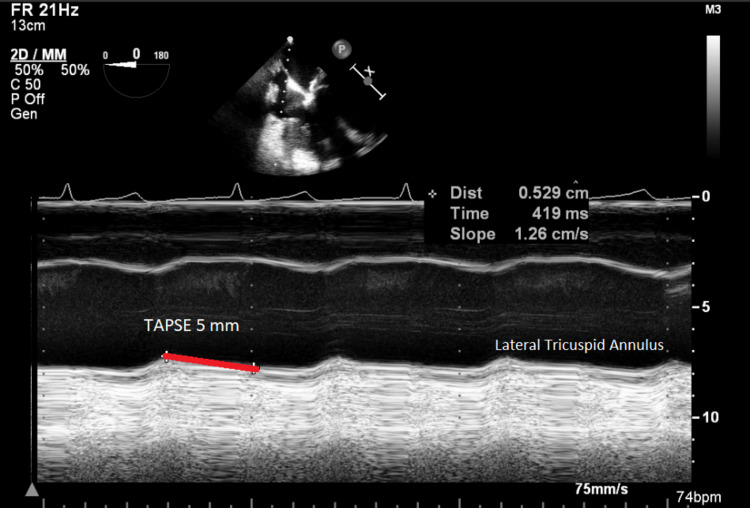 FR 21Hz
13cm
M3
2D / MM
50% 50%
C 50
P Off
Gen
0 0 180
P
X
Dist 0.529 cm
Time 419 ms
Slope 1.26 cm/s
0
5
TAPSE 5 mm
Lateral Tricuspid Annulus
10
75mm/s
74bpm